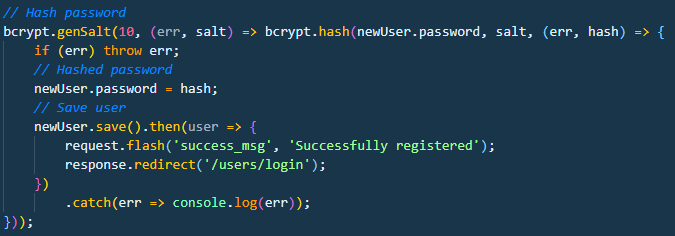 // Hash password
bcrypt.genSalt(10, (err, salt) => bcrypt.hash(newUser.password, salt, (err, hash) => {
    if (err) throw err;
    // Hashed password
    newUser.password = hash;
    // Save user
    newUser.save().then(user => {
        request.flash('success_msg', 'Successfully registered');
        response.redirect('/users/login');
    })
        .catch(err => console.log(err));
}));